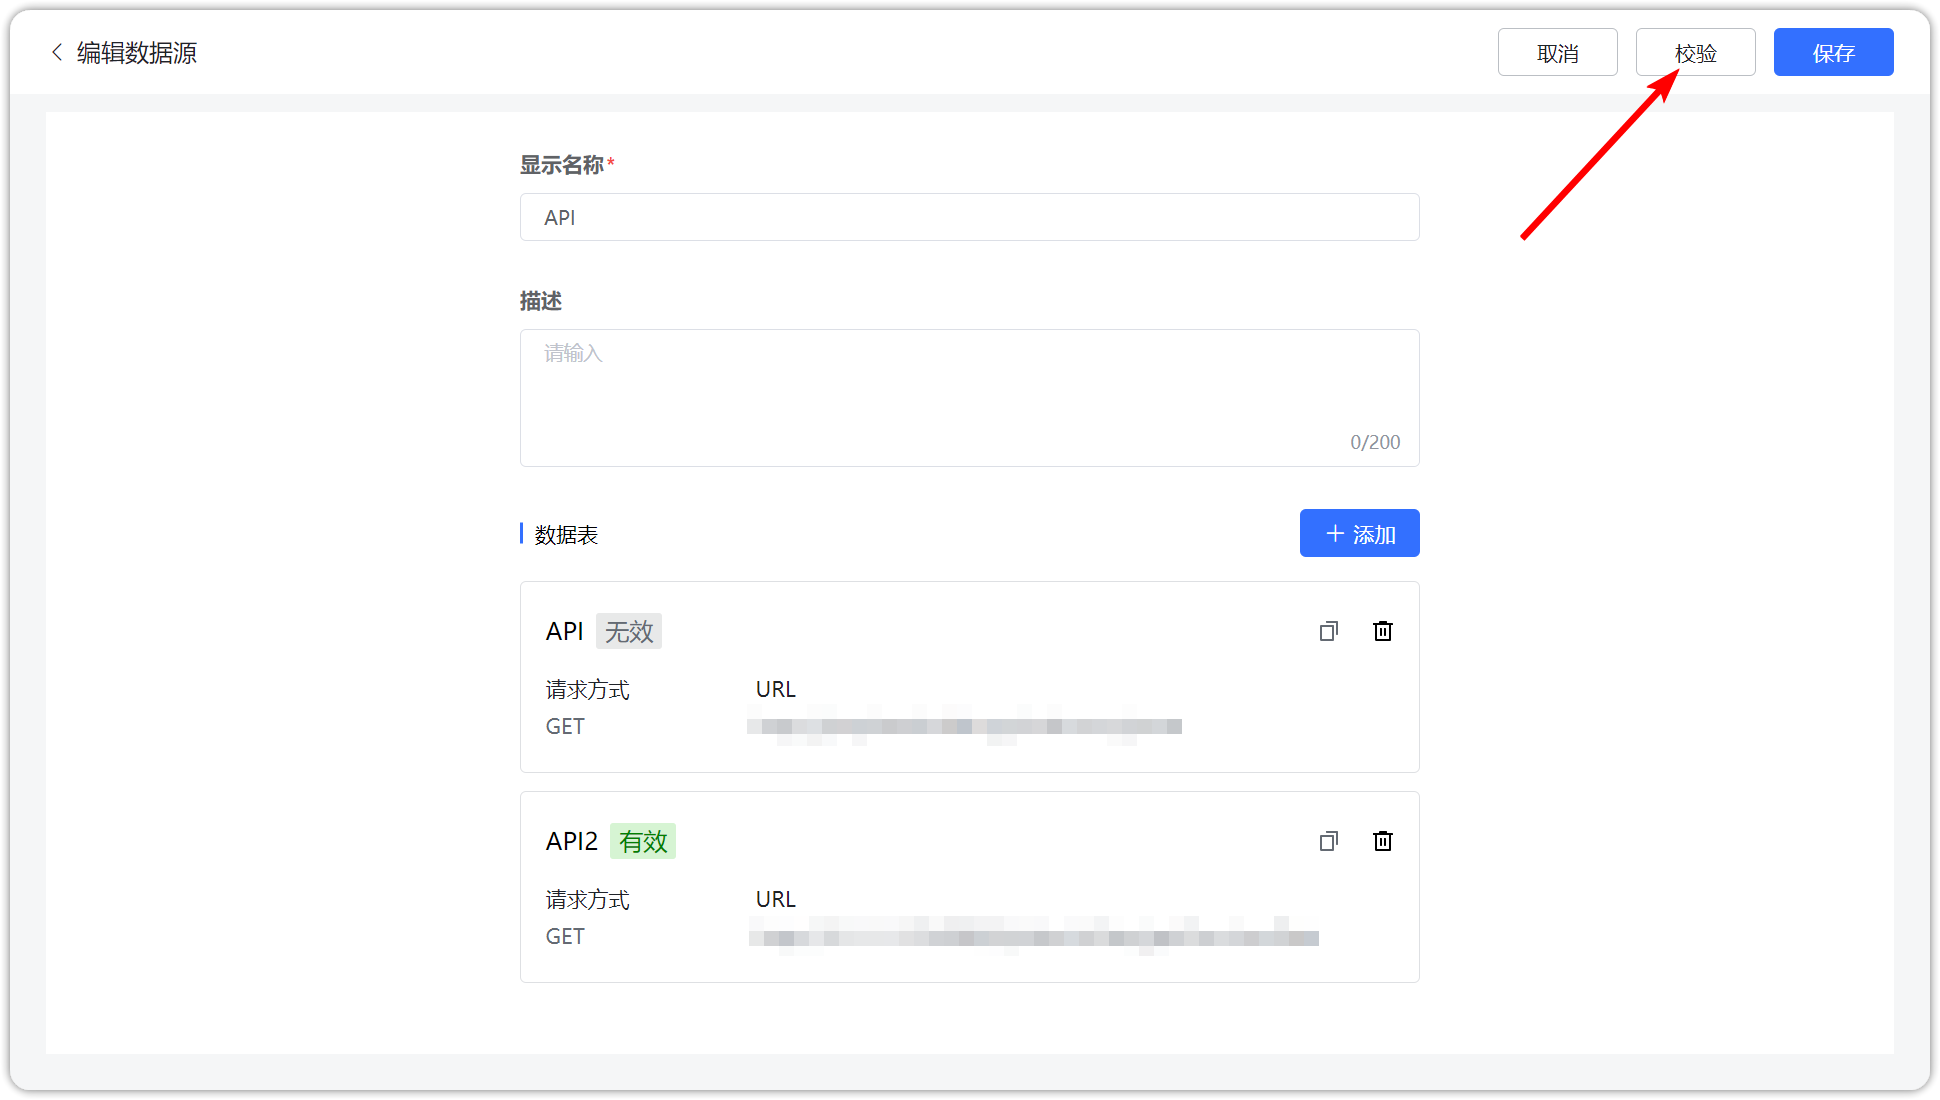 编辑数据源
取消 校验 保存
显示名称*
API
描述
请输入
0/200
数据表
添加
API 无效
请求方式 URL
GET
API2 有效
请求方式 URL
GET